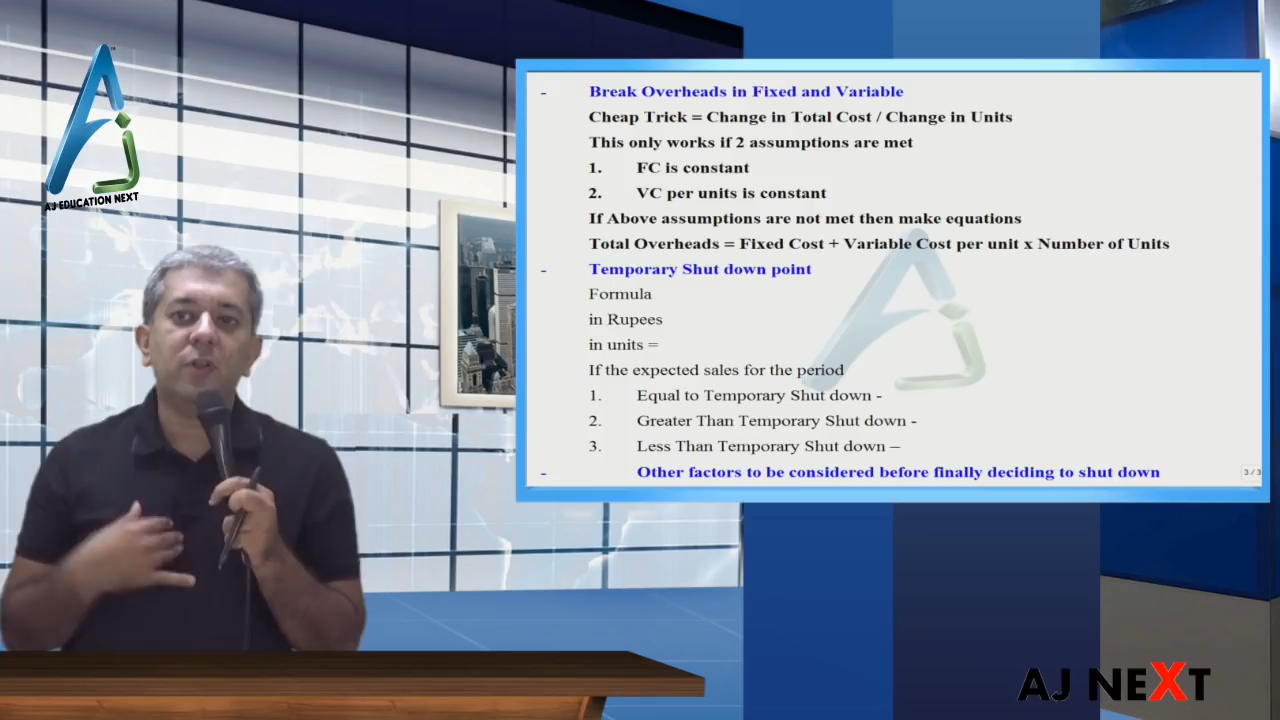 AJ EDUCATION NEXT
- Break Overheads in Fixed and Variable
Cheap Trick = Change in Total Cost / Change in Units
This only works if 2 assumptions are met
1. FC is constant
2. VC per units is constant
If Above assumptions are not met then make equations
Total Overheads = Fixed Cost + Variable Cost per unit x Number of Units
- Temporary Shut down point
Formula
in Rupees
in units =
If the expected sales for the period
1. Equal to Temporary Shut down -
2. Greater Than Temporary Shut down -
3. Less Than Temporary Shut down –
- Other factors to be considered before finally deciding to shut down
3/3
AJ NEXT